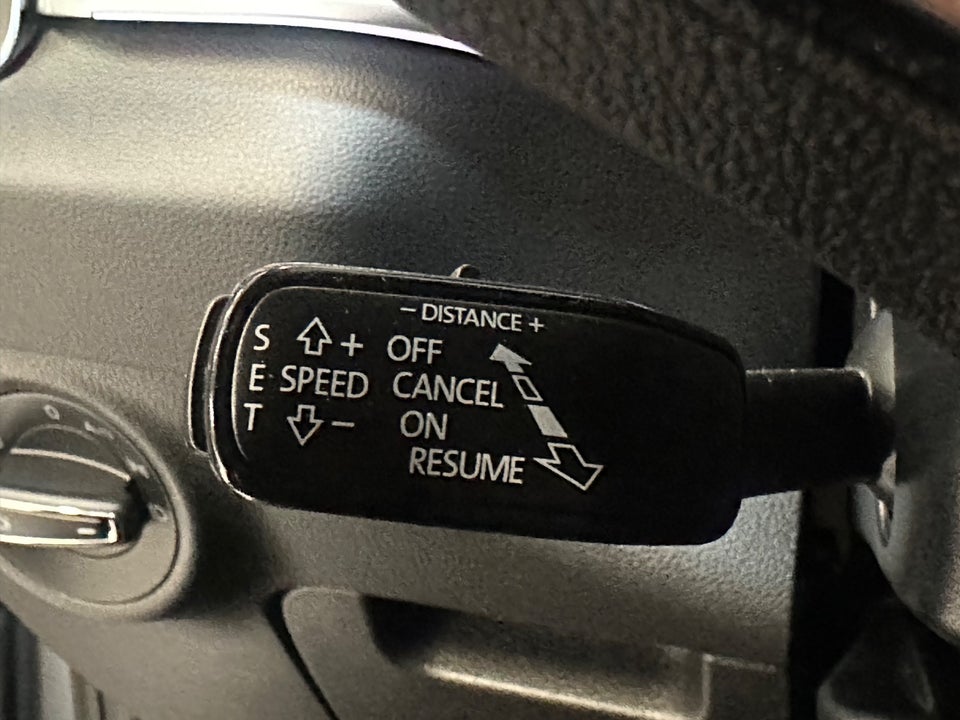 - DISTANCE +
S + OFF
E SPEED CANCEL
T - ON
RESUME